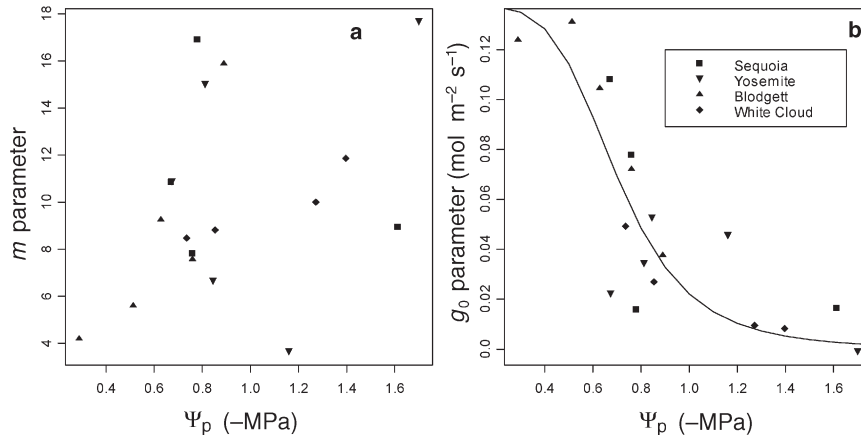 a
18
16
14
12
10
8
6
4
m parameter
0.4 0.6 0.8 1.0 1.2 1.4 1.6
Ψp (–MPa)
b
Sequoia
Yosemite
Blodgett
White Cloud
0.12
0.10
0.08
0.06
0.04
0.02
0.0
g0 parameter (mol m–2 s–1)
0.4 0.6 0.8 1.0 1.2 1.4 1.6
Ψp (–MPa)